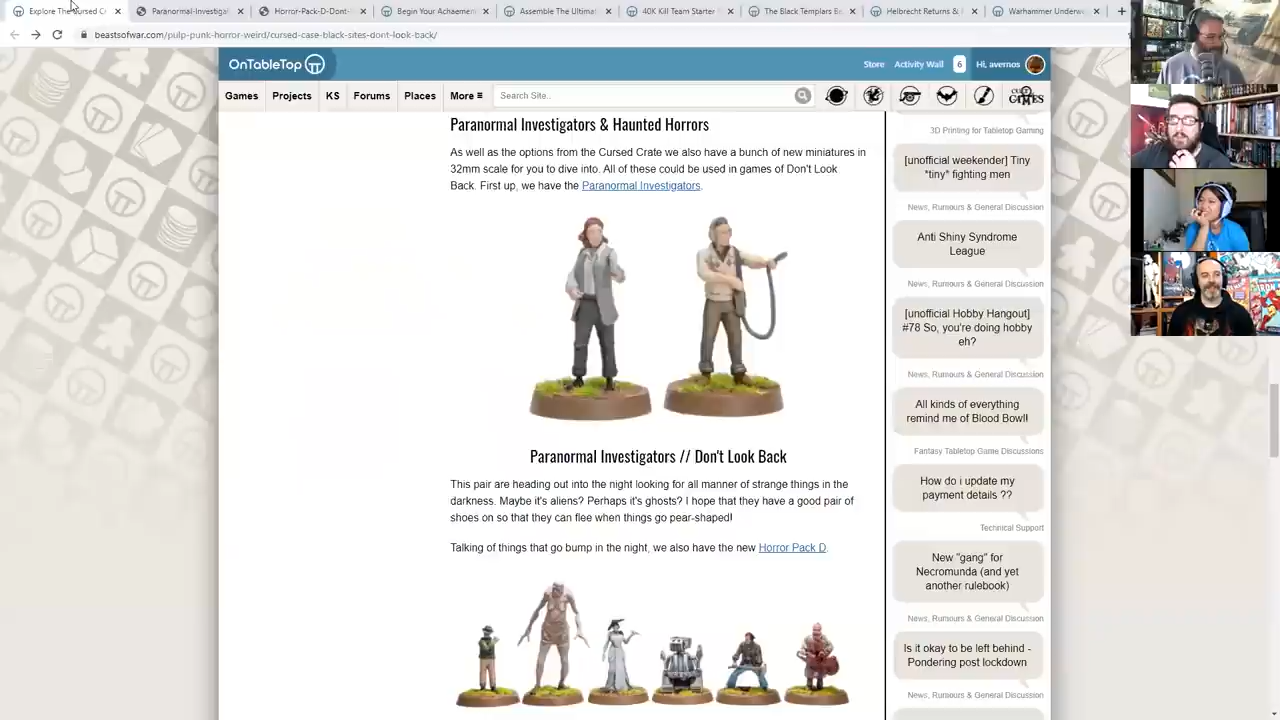 Explore The Cursed Cr
Paranormal-Investigat
Horror-Pack-D-Dont-
Begin Your Achaemen
Assemble The Ultimat
40K Kill Team Starter
The Black Templars Be
Helbrecht Returns &
Warhammer Underw
beastsofwar.com/pulp-punk-horror-weird/cursed-case-black-sites-dont-look-back/
OnTableTop
Store
Activity Wall
6
Hi, avernos
Games
Projects
KS
Forums
Places
More
Search Site..
GAMES
Paranormal Investigators & Haunted Horrors
As well as the options from the Cursed Crate we also have a bunch of new miniatures in
32mm scale for you to dive into. All of these could be used in games of Don't Look
Back. First up, we have the Paranormal Investigators.
Paranormal Investigators // Don't Look Back
This pair are heading out into the night looking for all manner of strange things in the
darkness. Maybe it's aliens? Perhaps it's ghosts? I hope that they have a good pair of
shoes on so that they can flee when things go pear-shaped!
Talking of things that go bump in the night, we also have the new Horror Pack D.
3D Printing for Tabletop Gaming
[unofficial weekender] Tiny
*tiny* fighting men
News, Rumours & General Discussion
Anti Shiny Syndrome
League
News, Rumours & General Discussion
[unofficial Hobby Hangout]
#78 So, you're doing hobby
eh?
News, Rumours & General Discussion
All kinds of everything
remind me of Blood Bowl!
Fantasy Tabletop Game Discussions
How do i update my
payment details ??
Technical Support
New "gang" for
Necromunda (and yet
another rulebook)
News, Rumours & General Discussion
Is it okay to be left behind -
Pondering post lockdown
News, Rumours & General Discussion